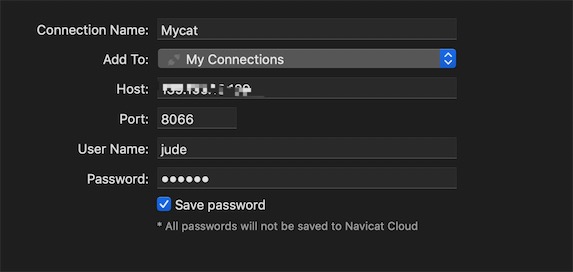 Connection Name: Mycat
Add To: My Connections
Host:
Port: 8066
User Name: jude
Password: ●●●●●●
Save password
* All passwords will not be saved to Navicat Cloud